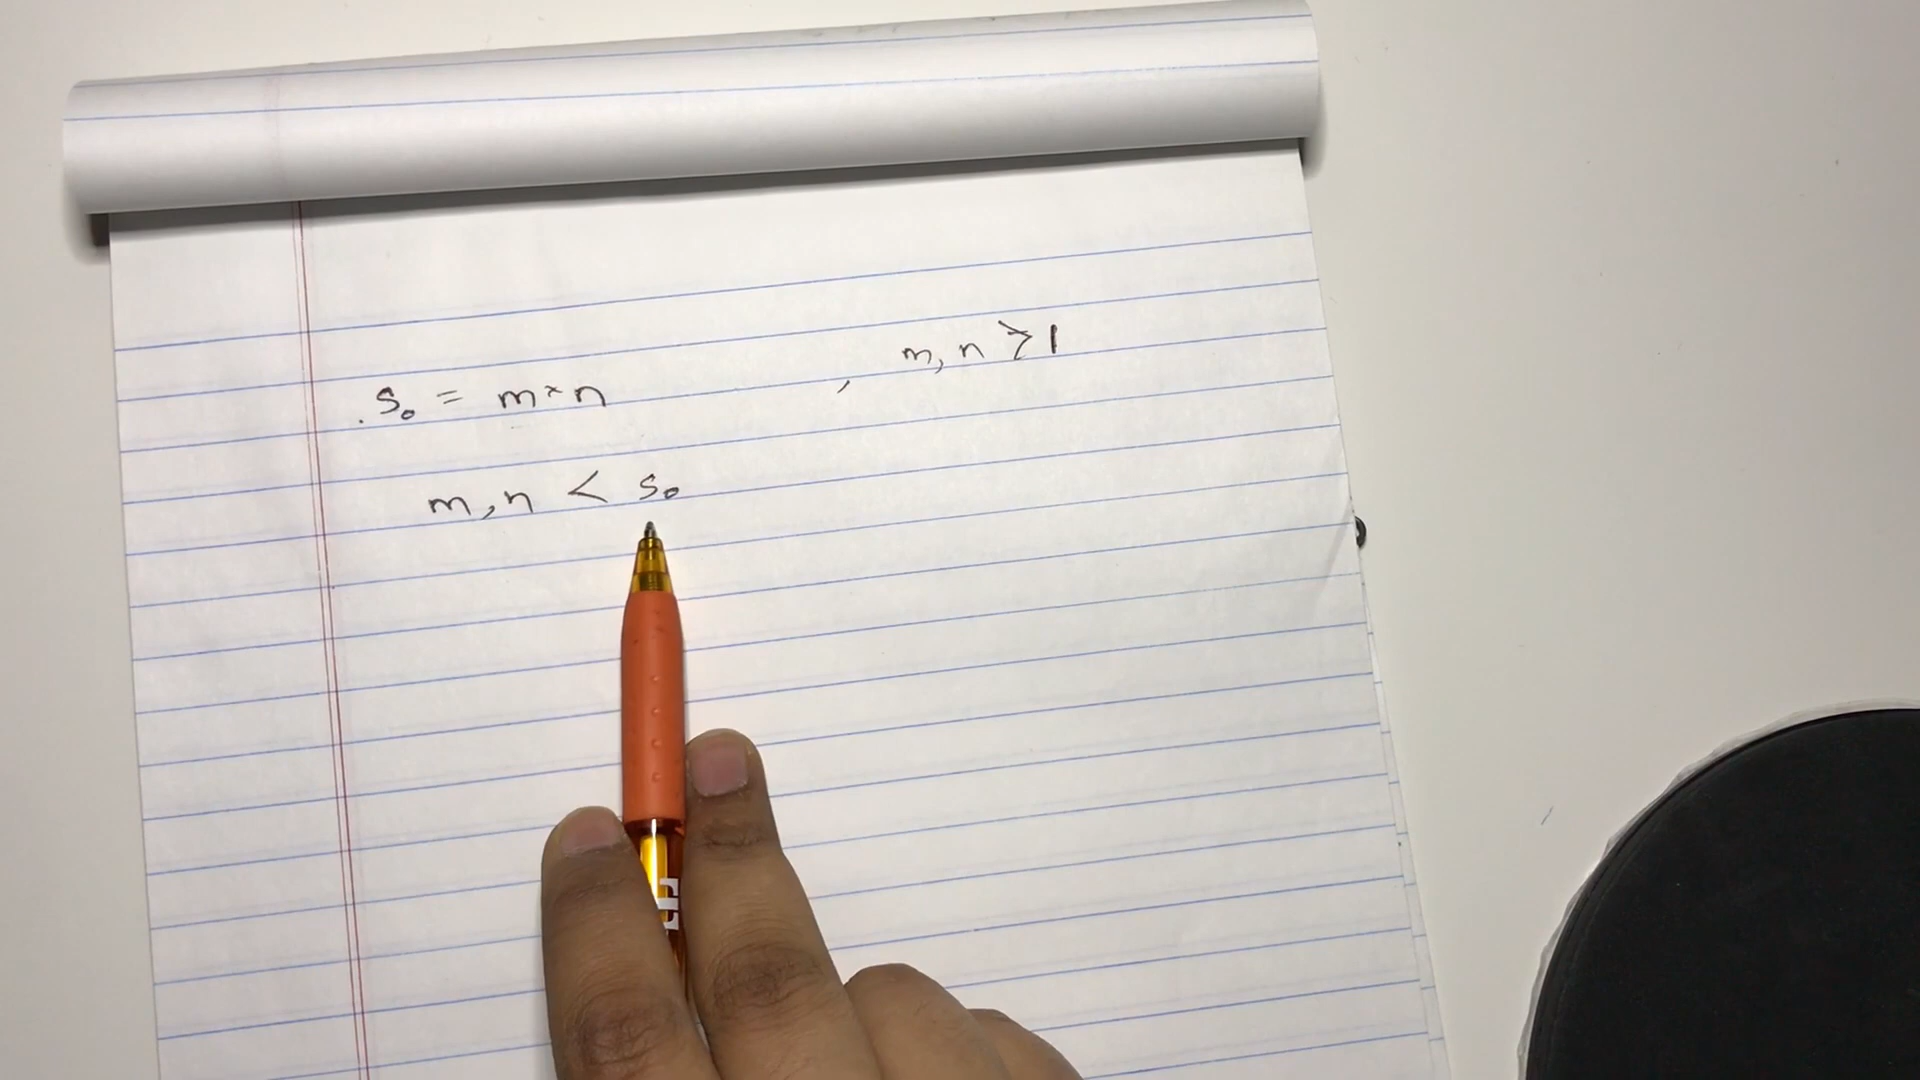 S₀ = m×n , m, n > 1
m, n < S₀